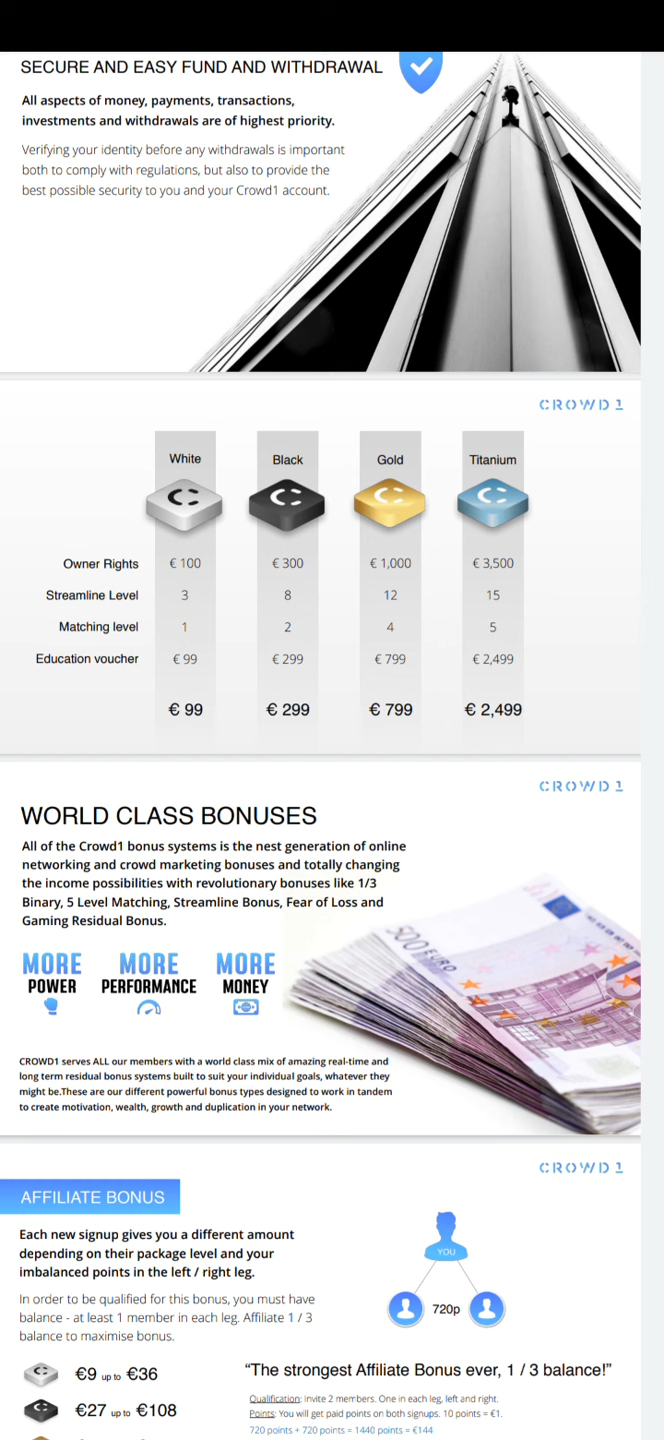 SECURE AND EASY FUND AND WITHDRAWAL
All aspects of money, payments, transactions,
investments and withdrawals are of highest priority.
Verifying your identity before any withdrawals is important
both to comply with regulations, but also to provide the
best possible security to you and your Crowd1 account.
CROWD1
White Black Gold Titanium
Owner Rights € 100 € 300 € 1,000 € 3,500
Streamline Level 3 8 12 15
Matching level 1 2 4 5
Education voucher € 99 € 299 € 799 € 2,499
€ 99 € 299 € 799 € 2,499
CROWD1
WORLD CLASS BONUSES
All of the Crowd1 bonus systems is the nest generation of online
networking and crowd marketing bonuses and totally changing
the income possibilities with revolutionary bonuses like 1/3
Binary, 5 Level Matching, Streamline Bonus, Fear of Loss and
Gaming Residual Bonus.
500 EURO
MORE MORE MORE
POWER PERFORMANCE MONEY
CROWD1 serves ALL our members with a world class mix of amazing real-time and
long term residual bonus systems built to suit your individual goals, whatever they
might be.These are our different powerful bonus types designed to work in tandem
to create motivation, wealth, growth and duplication in your network.
CROWD1
AFFILIATE BONUS
Each new signup gives you a different amount
depending on their package level and your
imbalanced points in the left / right leg.
In order to be qualified for this bonus, you must have
balance - at least 1 member in each leg. Affiliate 1 / 3
balance to maximise bonus.
YOU
720p
€9 up to €36
€27 up to €108
“The strongest Affiliate Bonus ever, 1 / 3 balance!”
Qualification: Invite 2 members. One in each leg, left and right.
Points: You will get paid points on both signups. 10 points = €1.
720 points + 720 points = 1440 points = €144